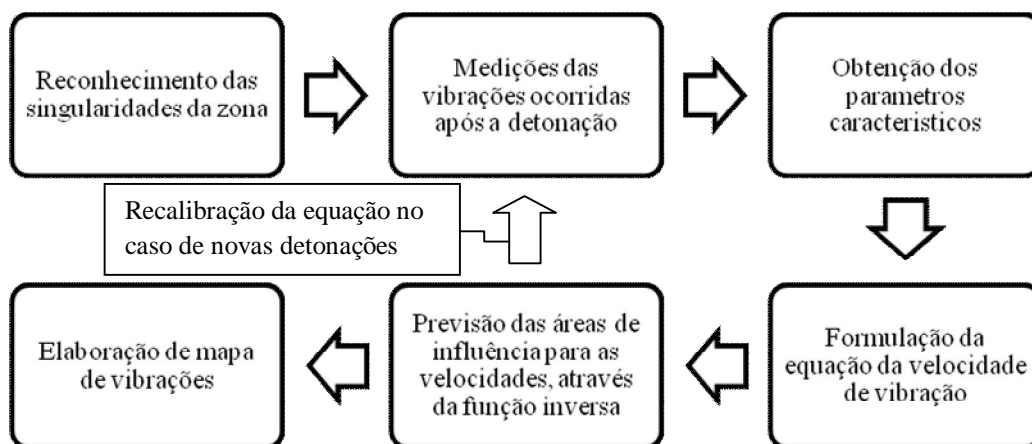 Reconhecimento das
singularidades da zona
Medições das
vibrações ocorridas
após a detonação
Obtenção dos
parametros
caracteristicos
Recalibração da equação no
caso de novas detonações
Formulação da
equação da velocidade
de vibração
Previsão das áreas de
influência para as
velocidades, através
da função inversa
Elaboração de mapa
de vibrações